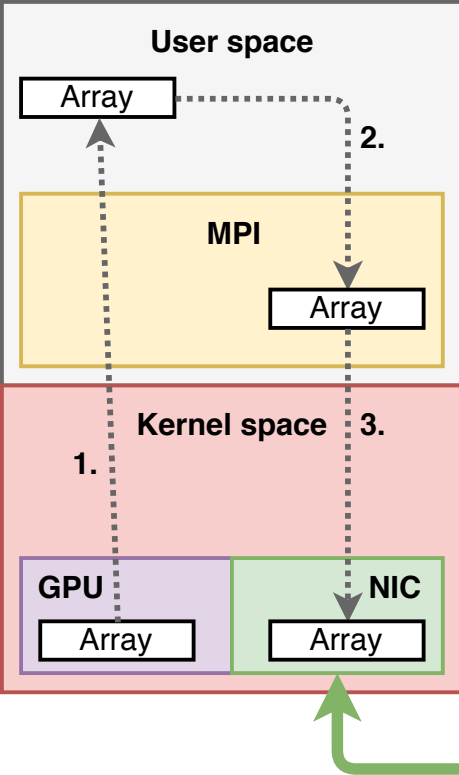 User space
Array
2.
MPI
Array
Kernel space
3.
1.
GPU
NIC
Array
Array